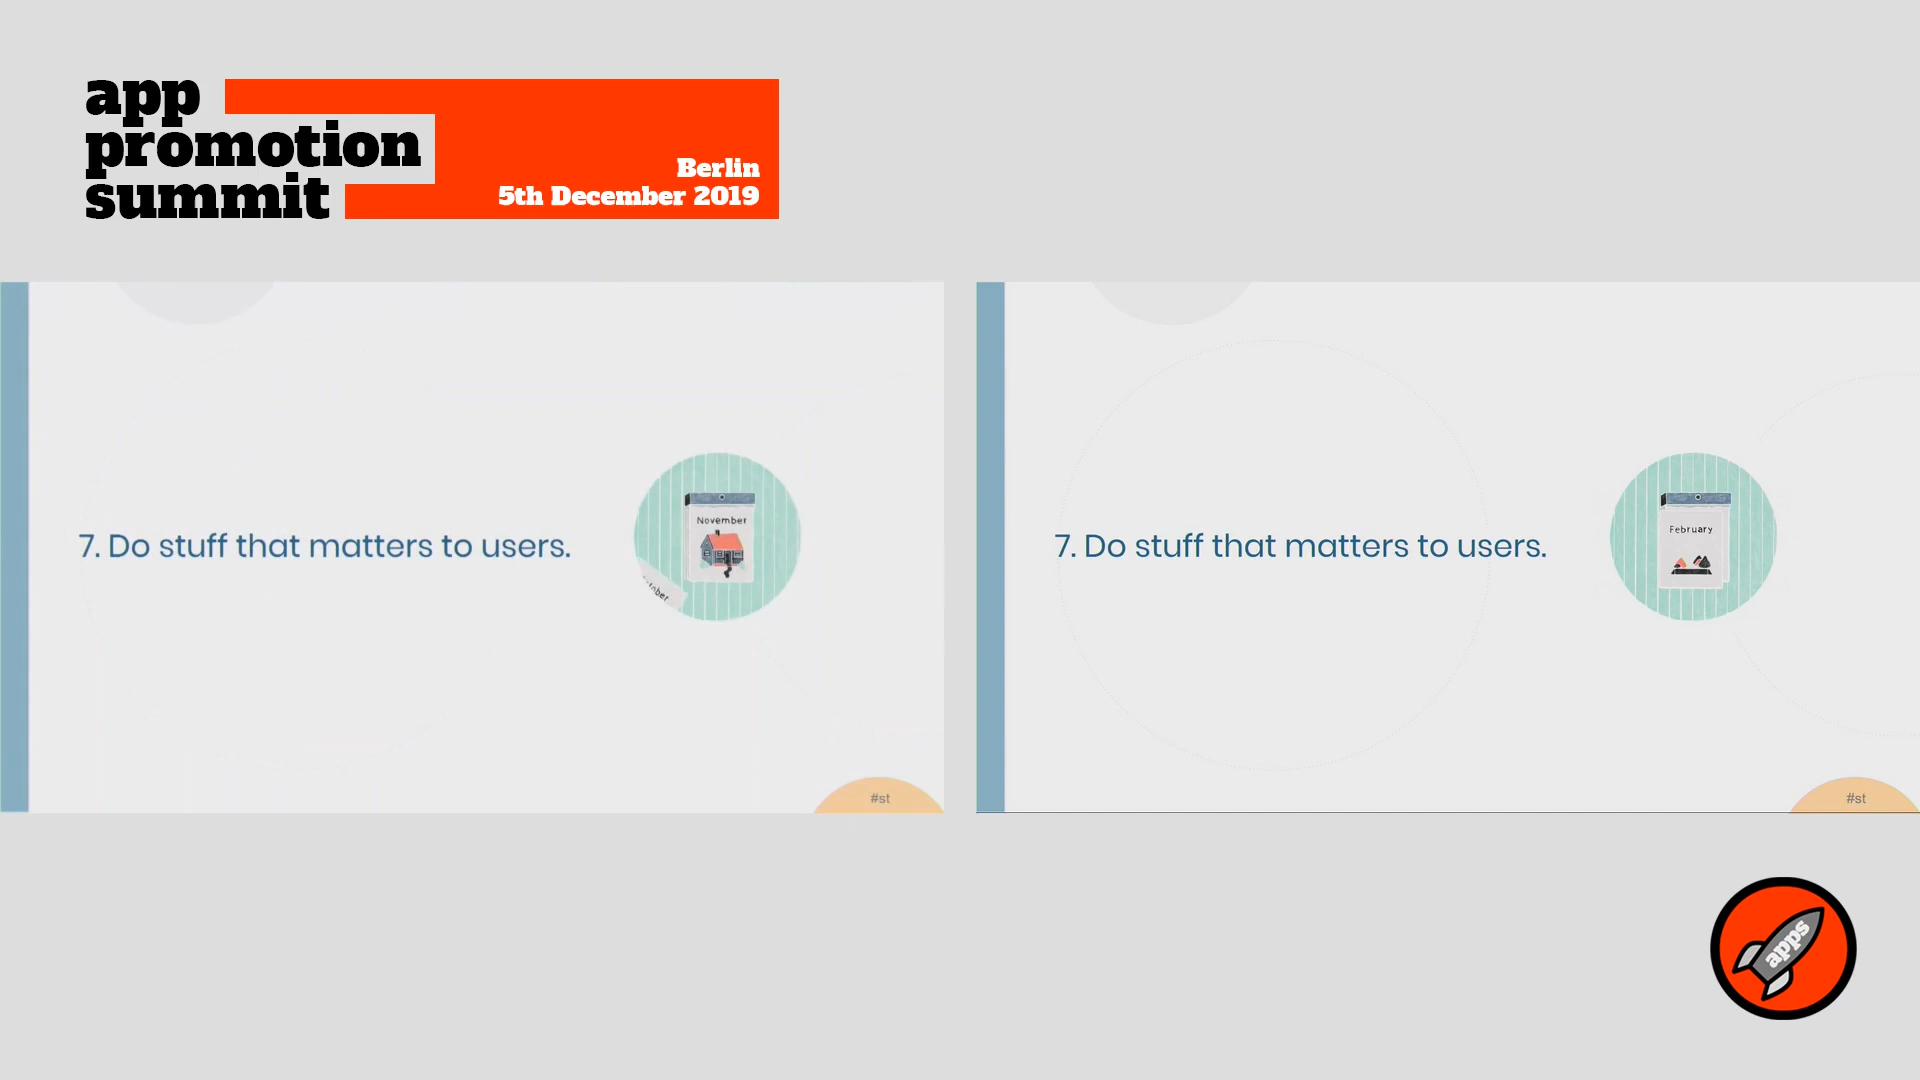 app
promotion
summit
Berlin
5th December 2019
7. Do stuff that matters to users.
November
#st
7. Do stuff that matters to users.
February
#st
apps